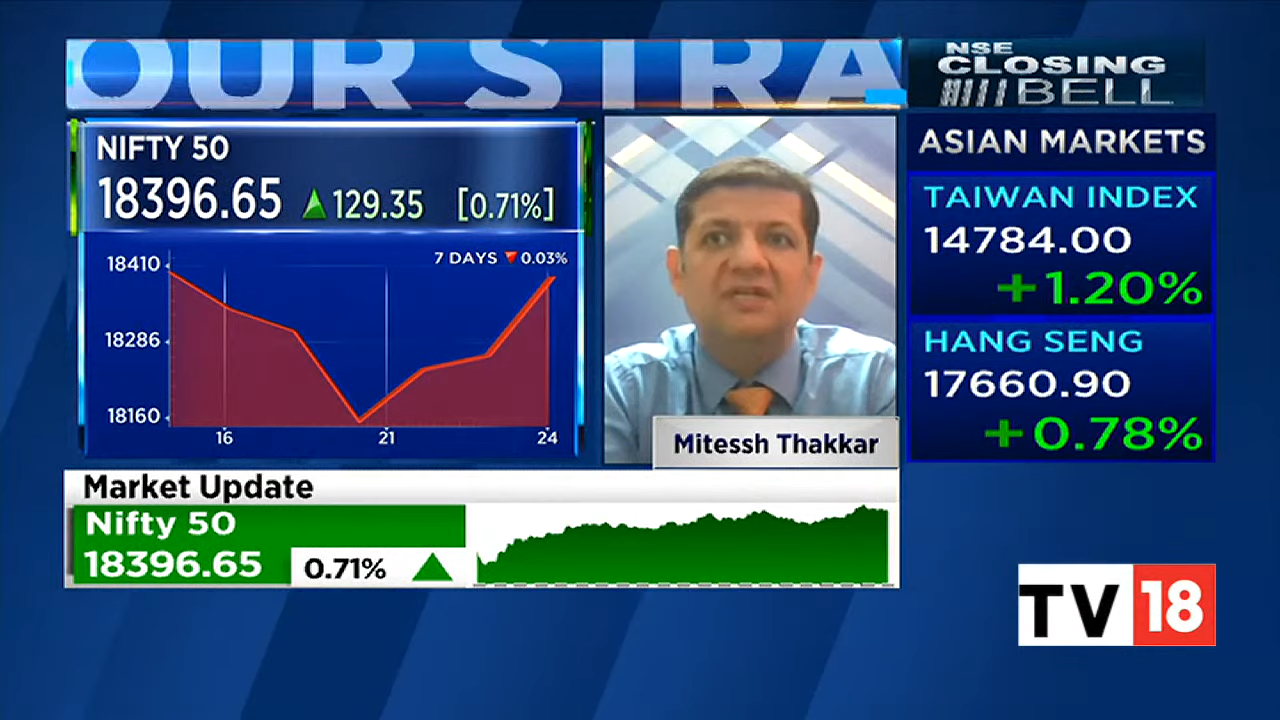 OUR STRA
NSE
CLOSING
BELL
NIFTY 50
18396.65 ▲ 129.35 [0.71%]
7 DAYS ▼ 0.03%
18410
18286
18160
16 21 24
Mitessh Thakkar
ASIAN MARKETS
TAIWAN INDEX
14784.00
+1.20%
HANG SENG
17660.90
+0.78%
Market Update
Nifty 50
18396.65 0.71% ▲
TV18